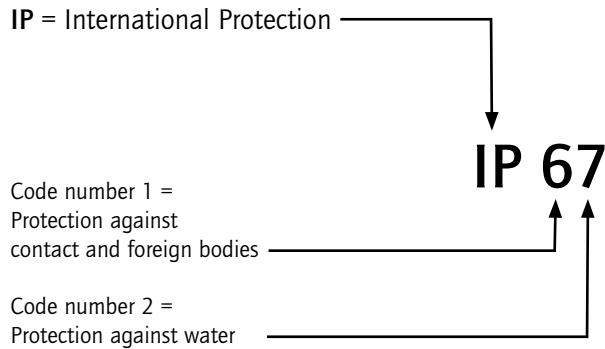 IP = International Protection
IP 67
Code number 1 =
Protection against
contact and foreign bodies
Code number 2 =
Protection against water